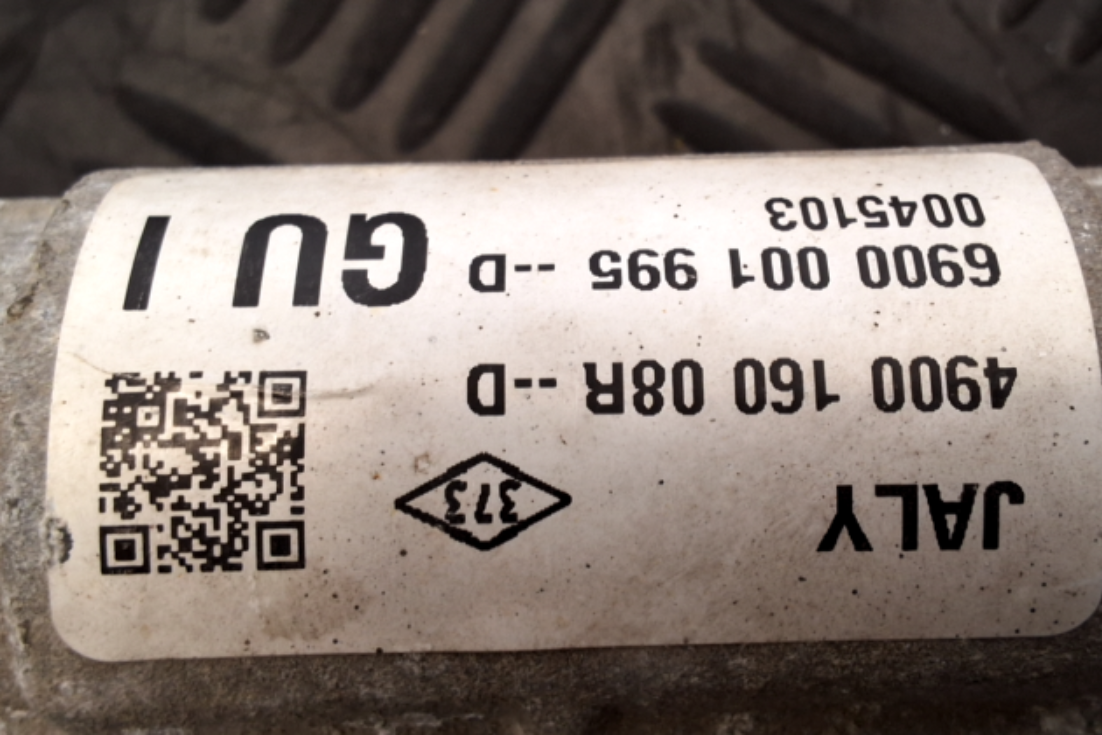 JALY
373
4900 160 08R --D
6900 001 995 --D
0045103
GU I